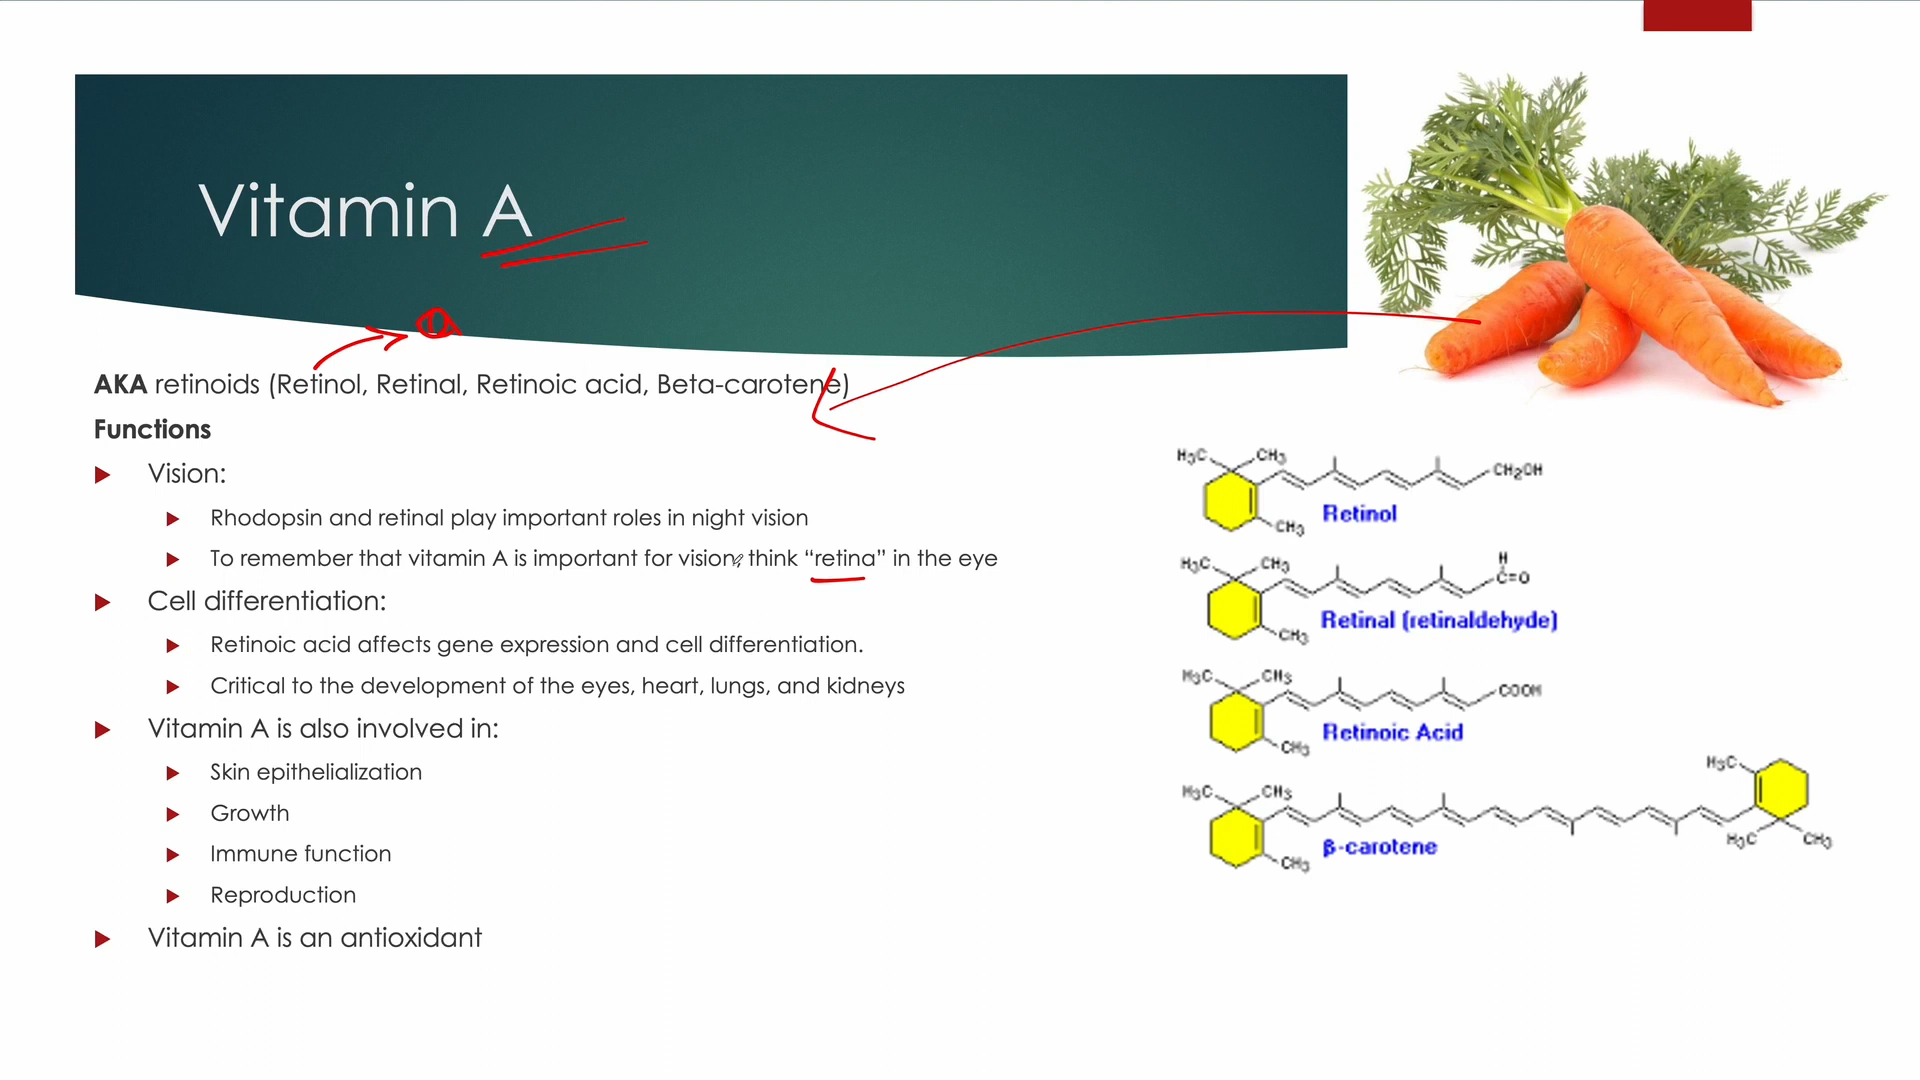 Vitamin A
AKA retinoids (Retinol, Retinal, Retinoic acid, Beta-carotene)
Functions
Vision:
Rhodopsin and retinal play important roles in night vision
To remember that vitamin A is important for vision, think “retina” in the eye
Cell differentiation:
Retinoic acid affects gene expression and cell differentiation.
Critical to the development of the eyes, heart, lungs, and kidneys
Vitamin A is also involved in:
Skin epithelialization
Growth
Immune function
Reproduction
Vitamin A is an antioxidant
H3C CH3 CH2OH
CH3 Retinol
H
H3C CH3 C=O
CH3 Retinal (retinaldehyde)
H3C CH3 COOH
CH3 Retinoic Acid
H3C
H3C CH3
H3C CH3
CH3 β-carotene